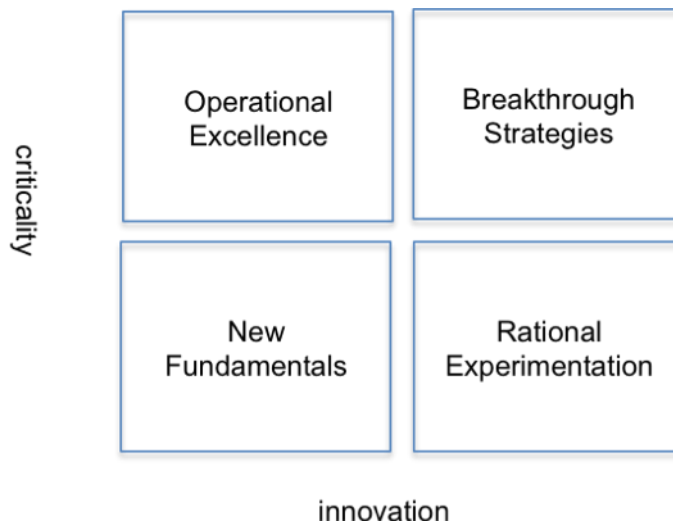 Operational
Excellence
Breakthrough
Strategies
criticality
New
Fundamentals
Rational
Experimentation
innovation